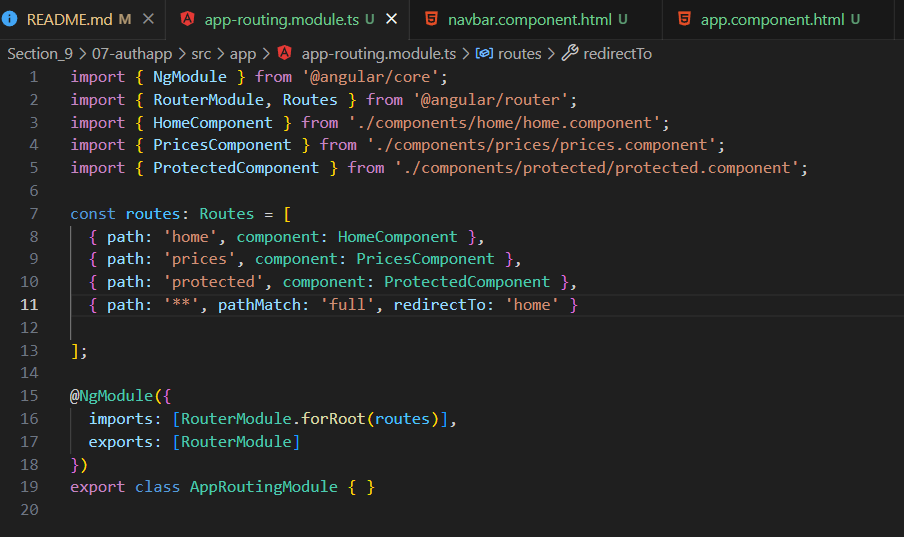 README.md M
app-routing.module.ts U
navbar.component.html U
app.component.html U
Section_9 > 07-authapp > src > app > app-routing.module.ts > routes > redirectTo
1 import { NgModule } from '@angular/core';
2 import { RouterModule, Routes } from '@angular/router';
3 import { HomeComponent } from './components/home/home.component';
4 import { PricesComponent } from './components/prices/prices.component';
5 import { ProtectedComponent } from './components/protected/protected.component';
6
7 const routes: Routes = [
8   { path: 'home', component: HomeComponent },
9   { path: 'prices', component: PricesComponent },
10   { path: 'protected', component: ProtectedComponent },
11   { path: '**', pathMatch: 'full', redirectTo: 'home' }
12
13 ];
14
15 @NgModule({
16   imports: [RouterModule.forRoot(routes)],
17   exports: [RouterModule]
18 })
19 export class AppRoutingModule { }
20